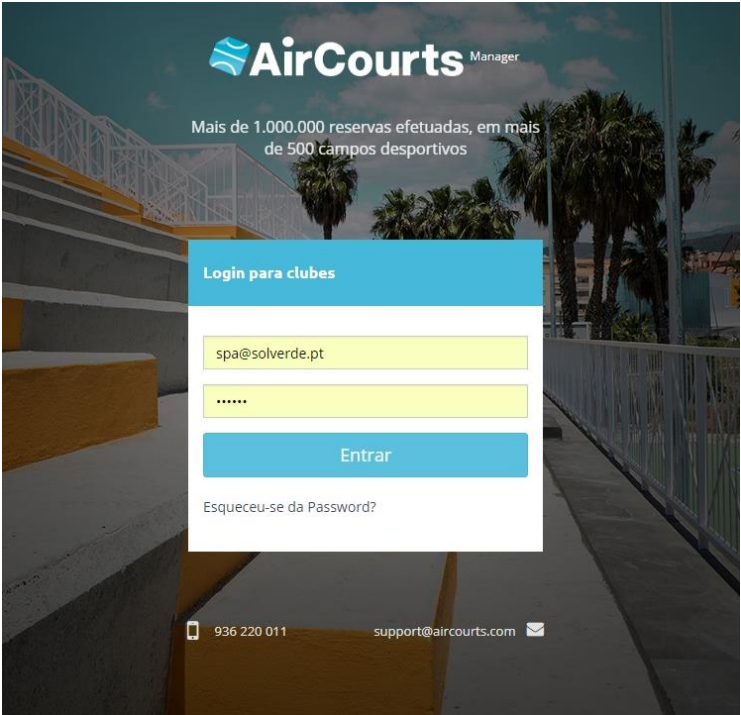 AirCourts Manager
Mais de 1.000.000 reservas efetuadas, em mais
de 500 campos desportivos
Login para clubes
spa@solverde.pt
••••••
Entrar
Esqueceu-se da Password?
936 220 011
support@aircourts.com